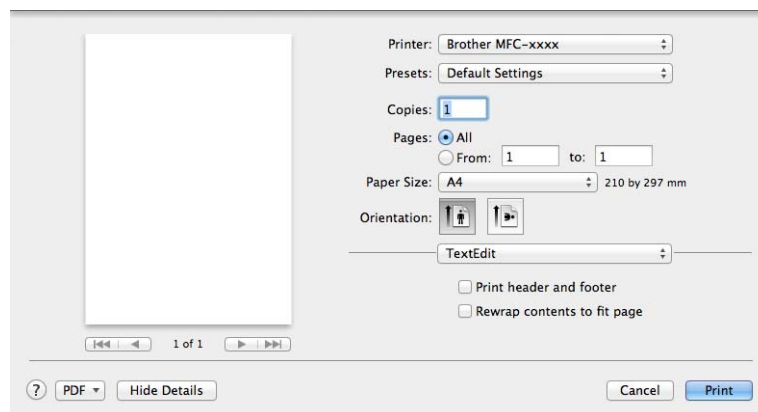 Printer: Brother MFC-xxxx
Presets: Default Settings
Copies: 1
Pages: All
From: 1 to: 1
Paper Size: A4 210 by 297 mm
Orientation:
TextEdit
Print header and footer
Rewrap contents to fit page
1 of 1
? PDF Hide Details Cancel Print